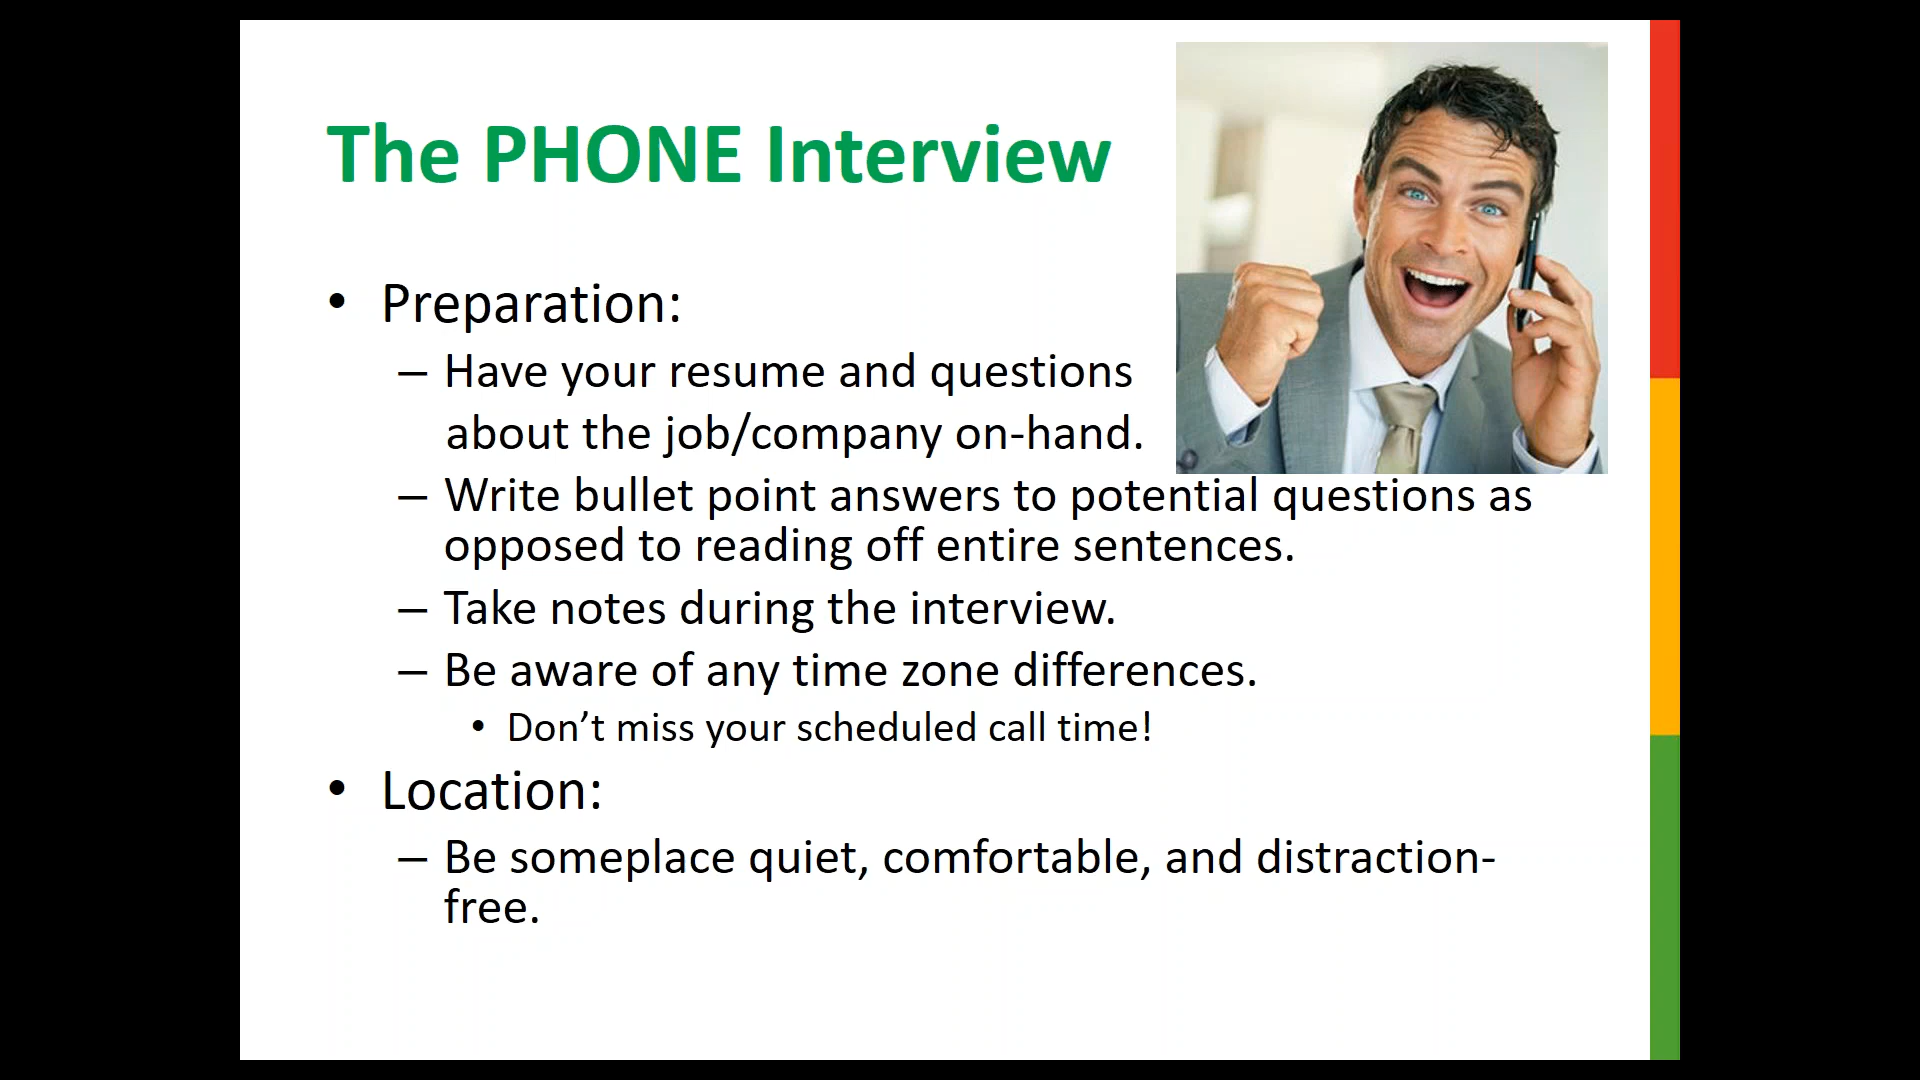 The PHONE Interview
• Preparation:
– Have your resume and questions
about the job/company on-hand.
– Write bullet point answers to potential questions as
opposed to reading off entire sentences.
– Take notes during the interview.
– Be aware of any time zone differences.
• Don’t miss your scheduled call time!
• Location:
– Be someplace quiet, comfortable, and distraction-
free.